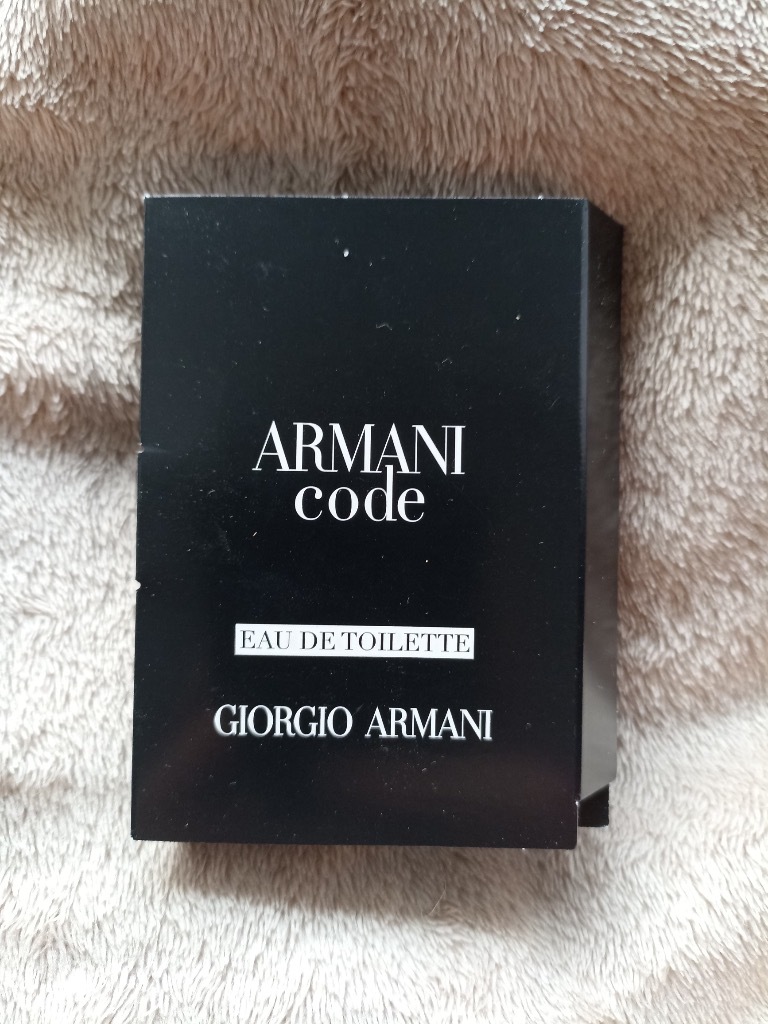 ARMANI
code
EAU DE TOILETTE
GIORGIO ARMANI